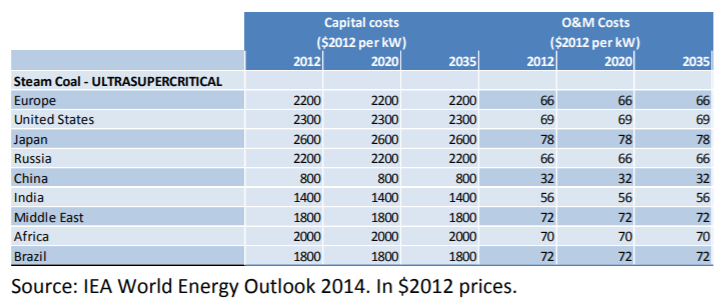 Capital costs O&M Costs
($2012 per kW) ($2012 per kW)
2012 2020 2035 2012 2020 2035
Steam Coal - ULTRASUPERCRITICAL
Europe 2200 2200 2200 66 66 66
United States 2300 2300 2300 69 69 69
Japan 2600 2600 2600 78 78 78
Russia 2200 2200 2200 66 66 66
China 800 800 800 32 32 32
India 1400 1400 1400 56 56 56
Middle East 1800 1800 1800 72 72 72
Africa 2000 2000 2000 70 70 70
Brazil 1800 1800 1800 72 72 72
Source: IEA World Energy Outlook 2014. In $2012 prices.